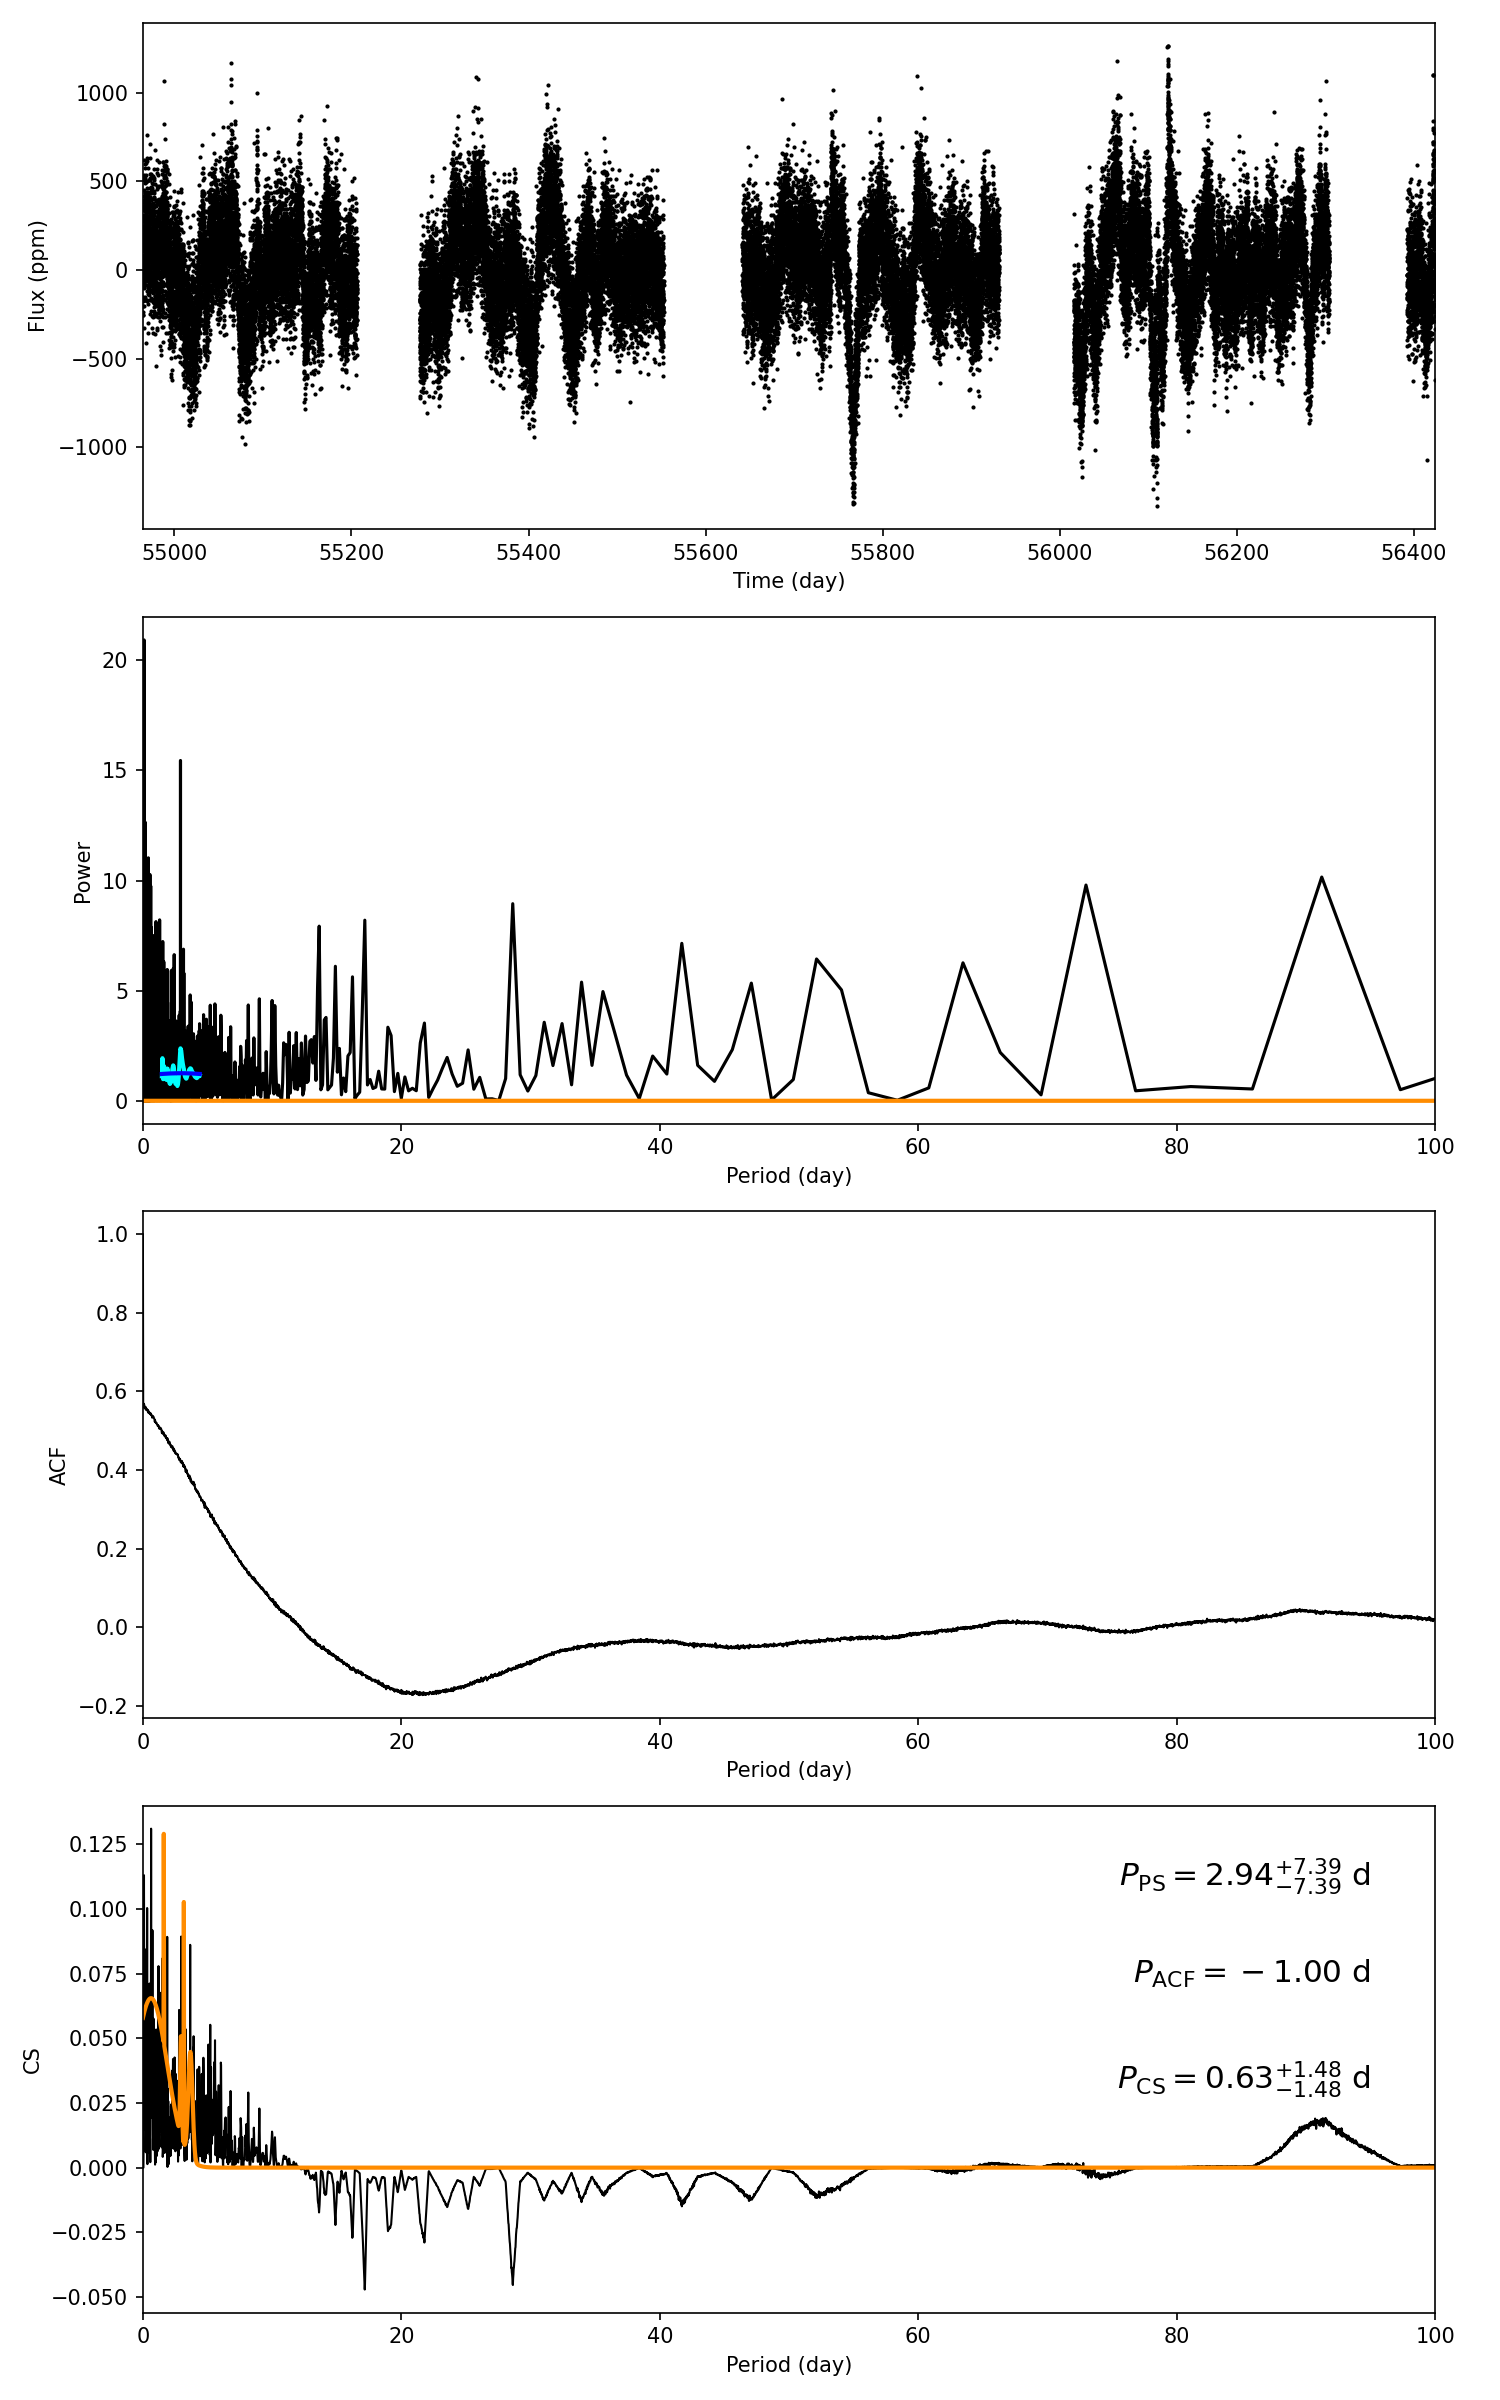 1000
500
0
−500
−1000
Flux (ppm)
55000 55200 55400 55600 55800 56000 56200 56400
Time (day)
20
15
10
5
0
Power
0 20 40 60 80 100
Period (day)
1.0
0.8
0.6
0.4
0.2
0.0
−0.2
ACF
0 20 40 60 80 100
Period (day)
0.125
0.100
0.075
0.050
0.025
0.000
−0.025
−0.050
CS
P_PS = 2.94^{+7.39}_{−7.39} d
P_ACF = −1.00 d
P_CS = 0.63^{+1.48}_{−1.48} d
0 20 40 60 80 100
Period (day)